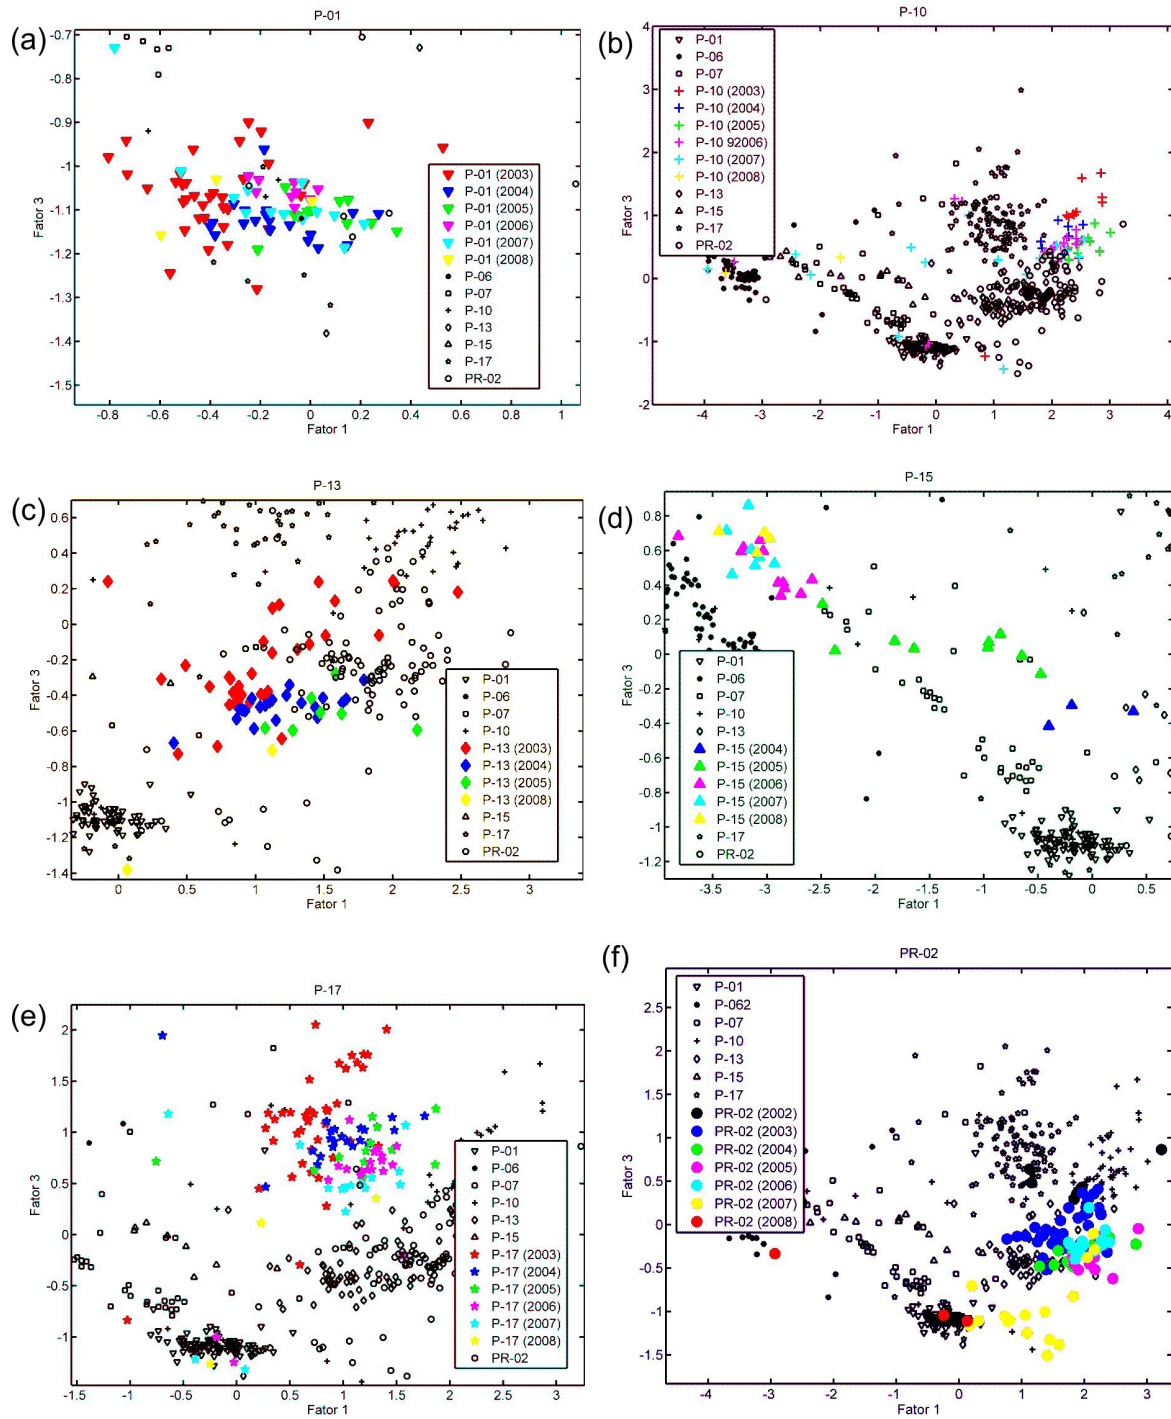 (a)
P-01
-0.7
-0.8
-0.9
-1
-1.1
-1.2
-1.3
-1.4
-1.5
Fator 3
-0.8 -0.6 -0.4 -0.2 0 0.2 0.4 0.6 0.8 1
Fator 1
P-01 (2003)
P-01 (2004)
P-01 (2005)
P-01 (2006)
P-01 (2007)
P-01 (2008)
P-06
P-07
P-10
P-13
P-15
P-17
PR-02
(b)
P-10
4
3
2
1
0
-1
-2
Fator 3
-4 -3 -2 -1 0 1 2 3 4
Fator 1
P-01
P-06
P-07
P-10 (2003)
P-10 (2004)
P-10 (2005)
P-10 92006)
P-10 (2007)
P-10 (2008)
P-13
P-15
P-17
PR-02
(c)
P-13
0.6
0.4
0.2
0
-0.2
-0.4
-0.6
-0.8
-1
-1.2
-1.4
Fator 3
0 0.5 1 1.5 2 2.5 3
Fator 1
P-01
P-06
P-07
P-10
P-13 (2003)
P-13 (2004)
P-13 (2005)
P-13 (2008)
P-15
P-17
PR-02
(d)
P-15
0.8
0.6
0.4
0.2
0
-0.2
-0.4
-0.6
-0.8
-1
-1.2
Fator 3
-3.5 -3 -2.5 -2 -1.5 -1 -0.5 0 0.5
Fator 1
P-01
P-06
P-07
P-10
P-13
P-15 (2004)
P-15 (2005)
P-15 (2006)
P-15 (2007)
P-15 (2008)
P-17
PR-02
(e)
P-17
2
1.5
1
0.5
0
-0.5
-1
Fator 3
-1.5 -1 -0.5 0 0.5 1 1.5 2 2.5 3
Fator 1
P-01
P-06
P-07
P-10
P-13
P-15
P-17 (2003)
P-17 (2004)
P-17 (2005)
P-17 (2006)
P-17 (2007)
P-17 (2008)
PR-02
(f)
PR-02
2.5
2
1.5
1
0.5
0
-0.5
-1
-1.5
Fator 3
-4 -3 -2 -1 0 1 2 3
Fator 1
P-01
P-062
P-07
P-10
P-13
P-15
P-17
PR-02 (2002)
PR-02 (2003)
PR-02 (2004)
PR-02 (2005)
PR-02 (2006)
PR-02 (2007)
PR-02 (2008)